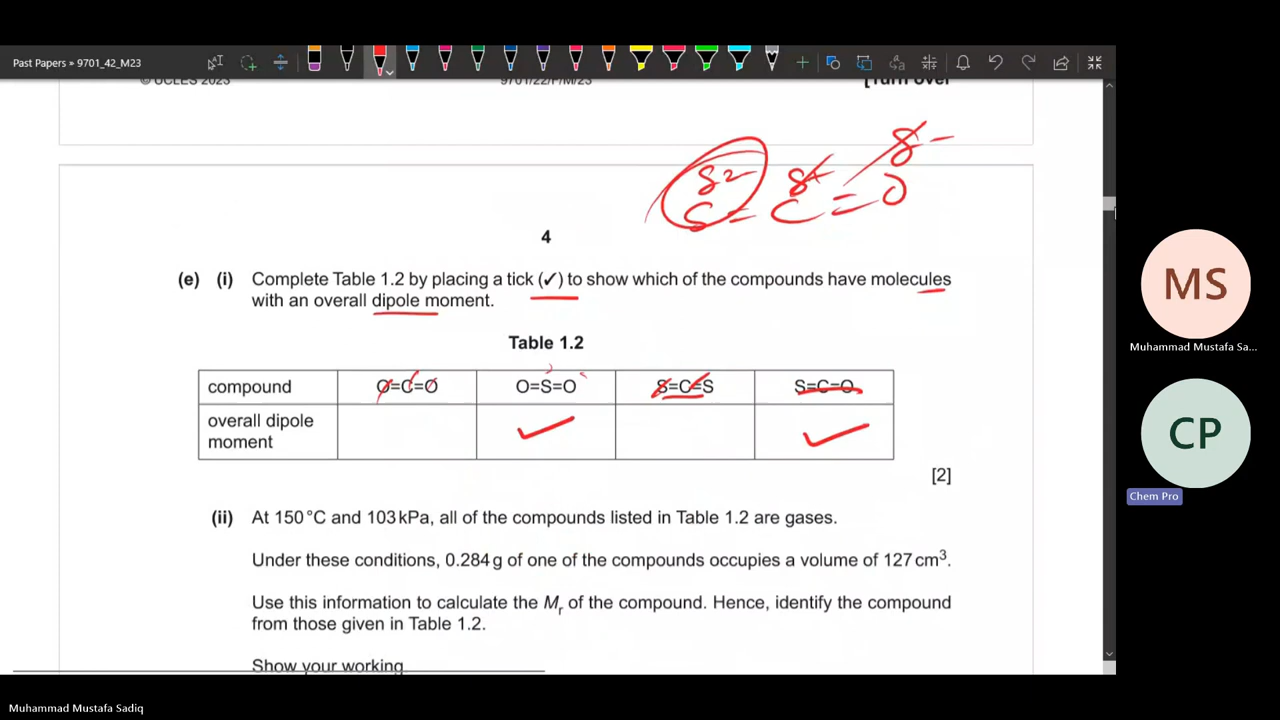 Past Papers » 9701_42_M23
© UCLES 2023
9701/22/F/M/23
[Turn over
δ- δ+ δ-
S = C = O
4
(e) (i) Complete Table 1.2 by placing a tick (✓) to show which of the compounds have molecules
with an overall dipole moment.
Table 1.2
compound O=C=O O=S=O S=C=S S=C=O
overall dipole ✓ ✓
moment
[2]
(ii) At 150 °C and 103 kPa, all of the compounds listed in Table 1.2 are gases.
Under these conditions, 0.284 g of one of the compounds occupies a volume of 127 cm³.
Use this information to calculate the Mr of the compound. Hence, identify the compound
from those given in Table 1.2.
Show your working
MS
Muhammad Mustafa Sa...
CP
Chem Pro
Muhammad Mustafa Sadiq